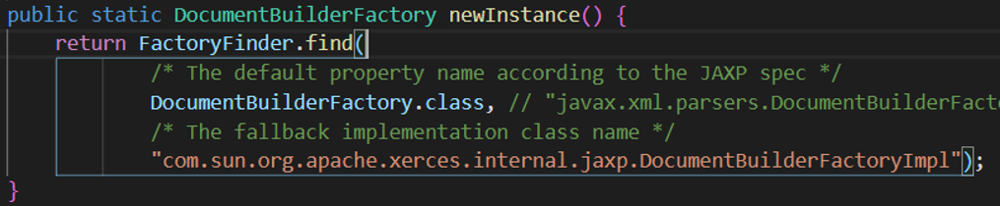 public static DocumentBuilderFactory newInstance() {
return FactoryFinder.find(
/* The default property name according to the JAXP spec */
DocumentBuilderFactory.class, // "javax.xml.parsers.DocumentBuilderFact
/* The fallback implementation class name */
"com.sun.org.apache.xerces.internal.jaxp.DocumentBuilderFactoryImpl");
}